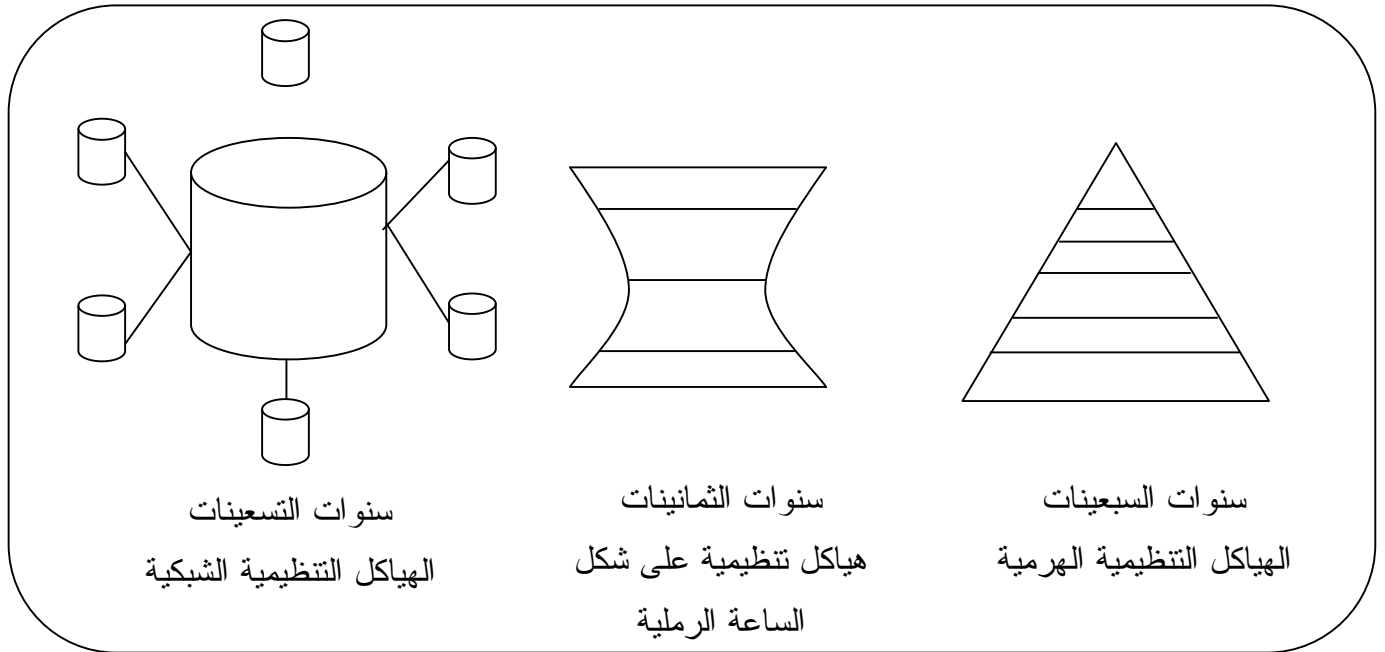 سنوات السبعينات
الهياكل التنظيمية الهرمية
سنوات الثمانينات
هياكل تنظيمية على شكل
الساعة الرملية
سنوات التسعينات
الهياكل التنظيمية الشبكية